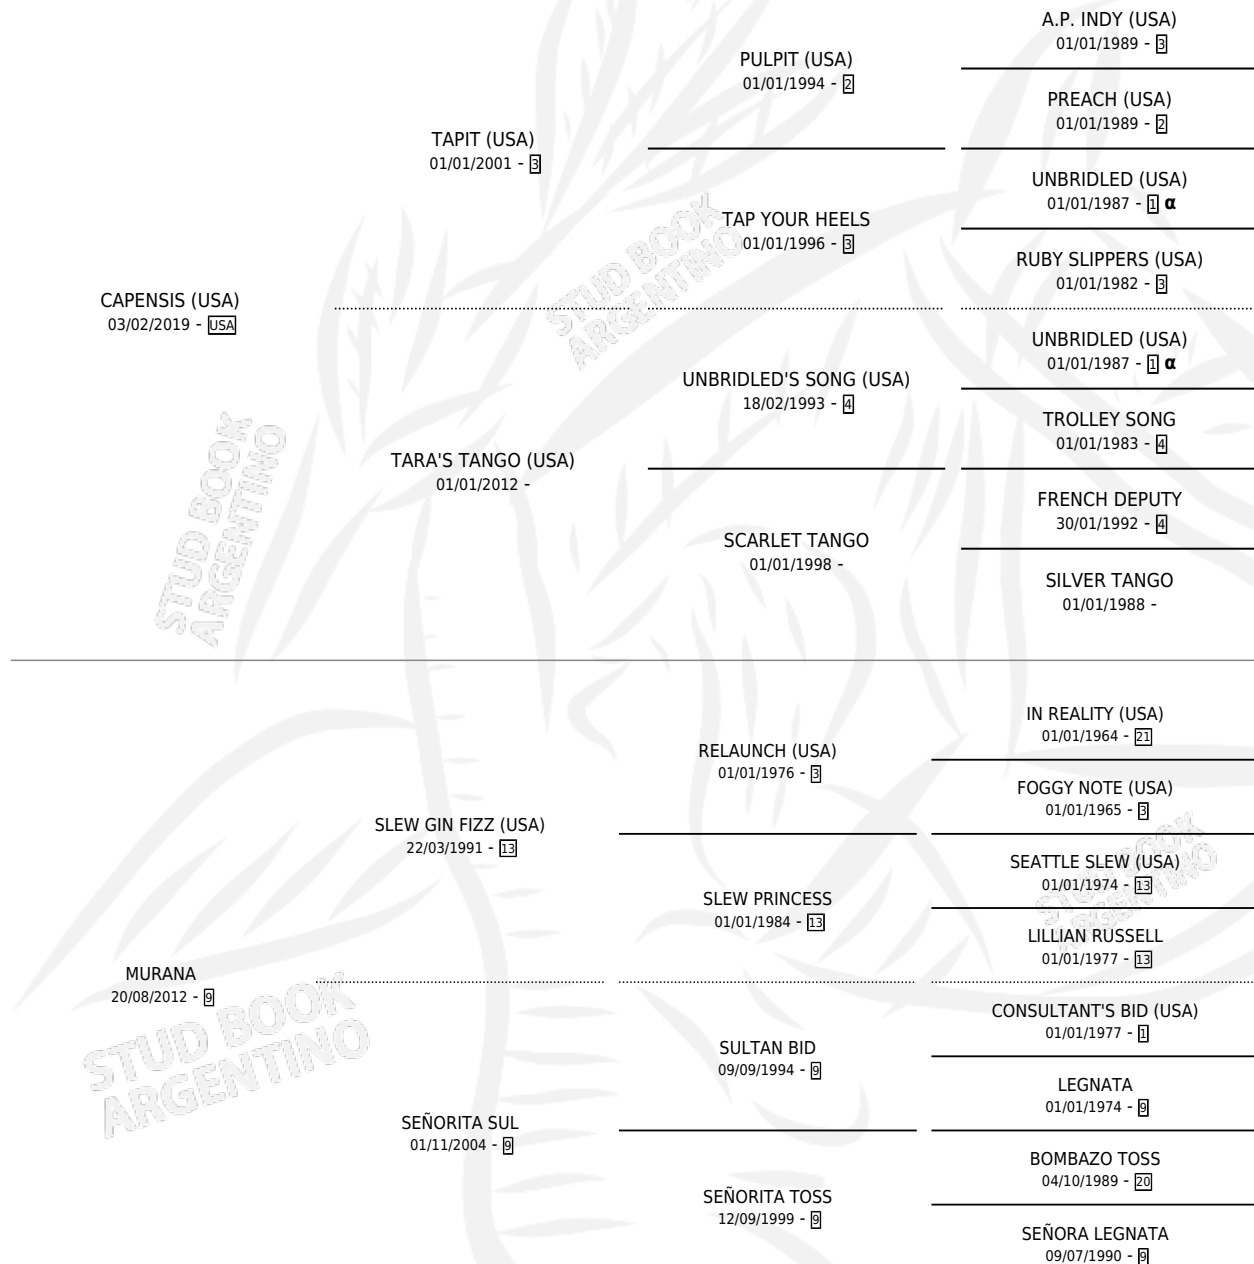 A.P. INDY (USA)
01/01/1989 - 3
PULPIT (USA)
01/01/1994 - 2
PREACH (USA)
01/01/1989 - 2
TAPIT (USA)
01/01/2001 - 3
UNBRIDLED (USA)
01/01/1987 - 1 α
TAP YOUR HEELS
01/01/1996 - 3
RUBY SLIPPERS (USA)
01/01/1982 - 3
CAPENSIS (USA)
03/02/2019 - USA
UNBRIDLED (USA)
01/01/1987 - 1 α
UNBRIDLED'S SONG (USA)
18/02/1993 - 4
TROLLEY SONG
01/01/1983 - 4
TARA'S TANGO (USA)
01/01/2012 -
FRENCH DEPUTY
30/01/1992 - 4
SCARLET TANGO
01/01/1998 -
SILVER TANGO
01/01/1988 -
IN REALITY (USA)
01/01/1964 - 21
RELAUNCH (USA)
01/01/1976 - 3
FOGGY NOTE (USA)
01/01/1965 - 3
SLEW GIN FIZZ (USA)
22/03/1991 - 13
SEATTLE SLEW (USA)
01/01/1974 - 13
SLEW PRINCESS
01/01/1984 - 13
LILLIAN RUSSELL
01/01/1977 - 13
MURANA
20/08/2012 - 9
CONSULTANT'S BID (USA)
01/01/1977 - 1
SULTAN BID
09/09/1994 - 9
LEGNATA
01/01/1974 - 9
SEÑORITA SUL
01/11/2004 - 9
BOMBAZO TOSS
04/10/1989 - 20
SEÑORITA TOSS
12/09/1999 - 9
SEÑORA LEGNATA
09/07/1990 - 9
STUD BOOK
ARGENTINO
STUD BOOK
ARGENTINO
STUD BOOK
ARGENTINO
STUD BOOK
ARGENTINO